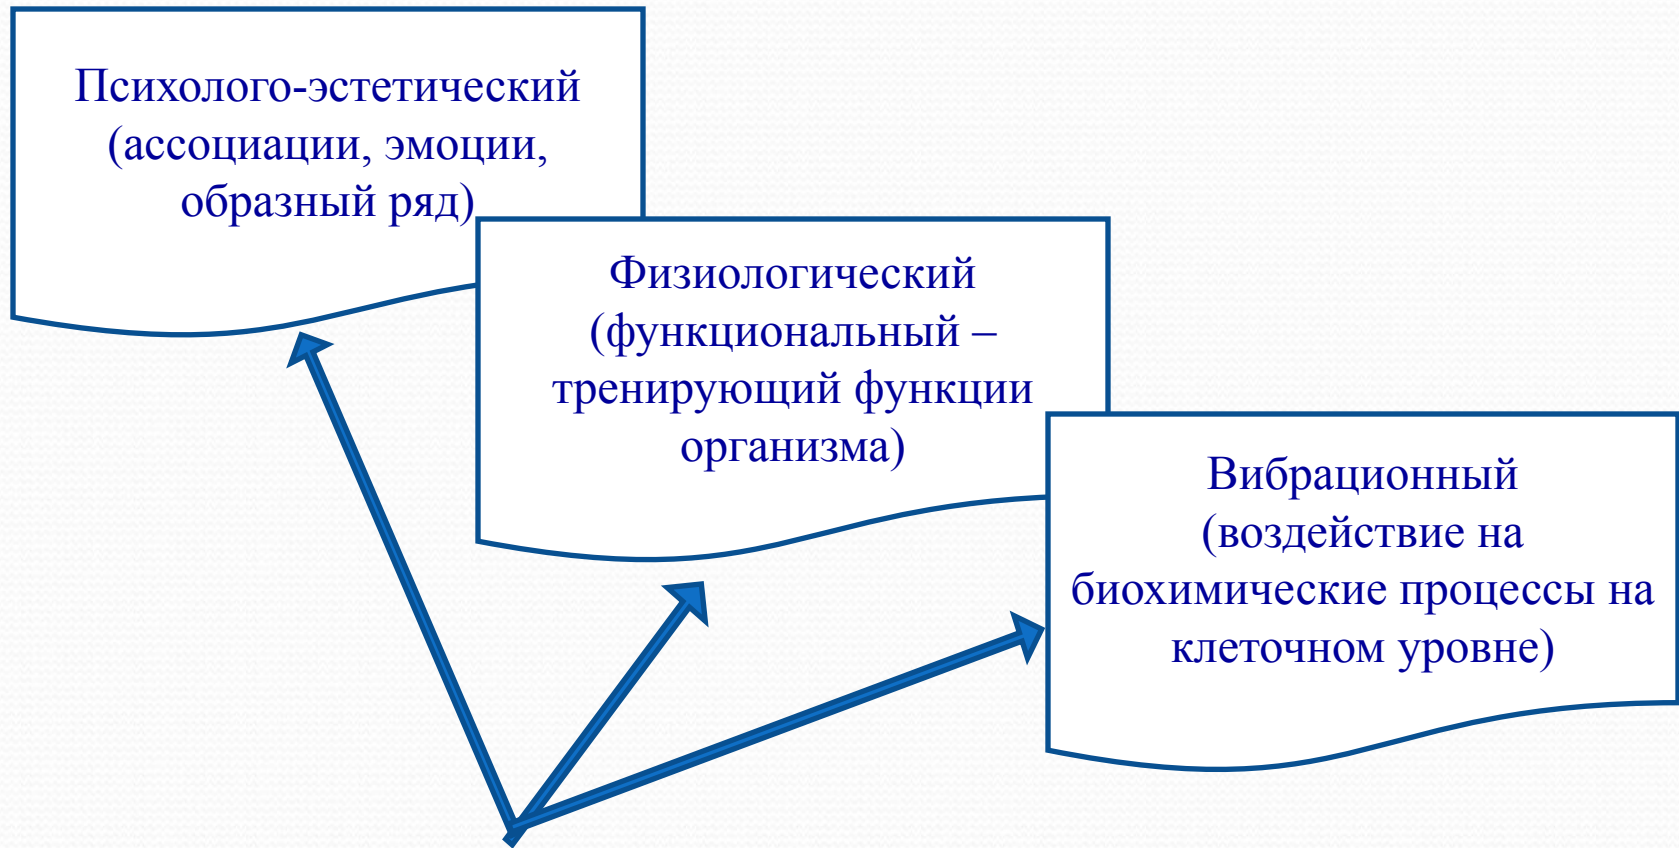 Психолого-эстетический
(ассоциации, эмоции,
образный ряд)
Физиологический
(функциональный –
тренирующий функции
организма)
Вибрационный
(воздействие на
биохимические процессы на
клеточном уровне)